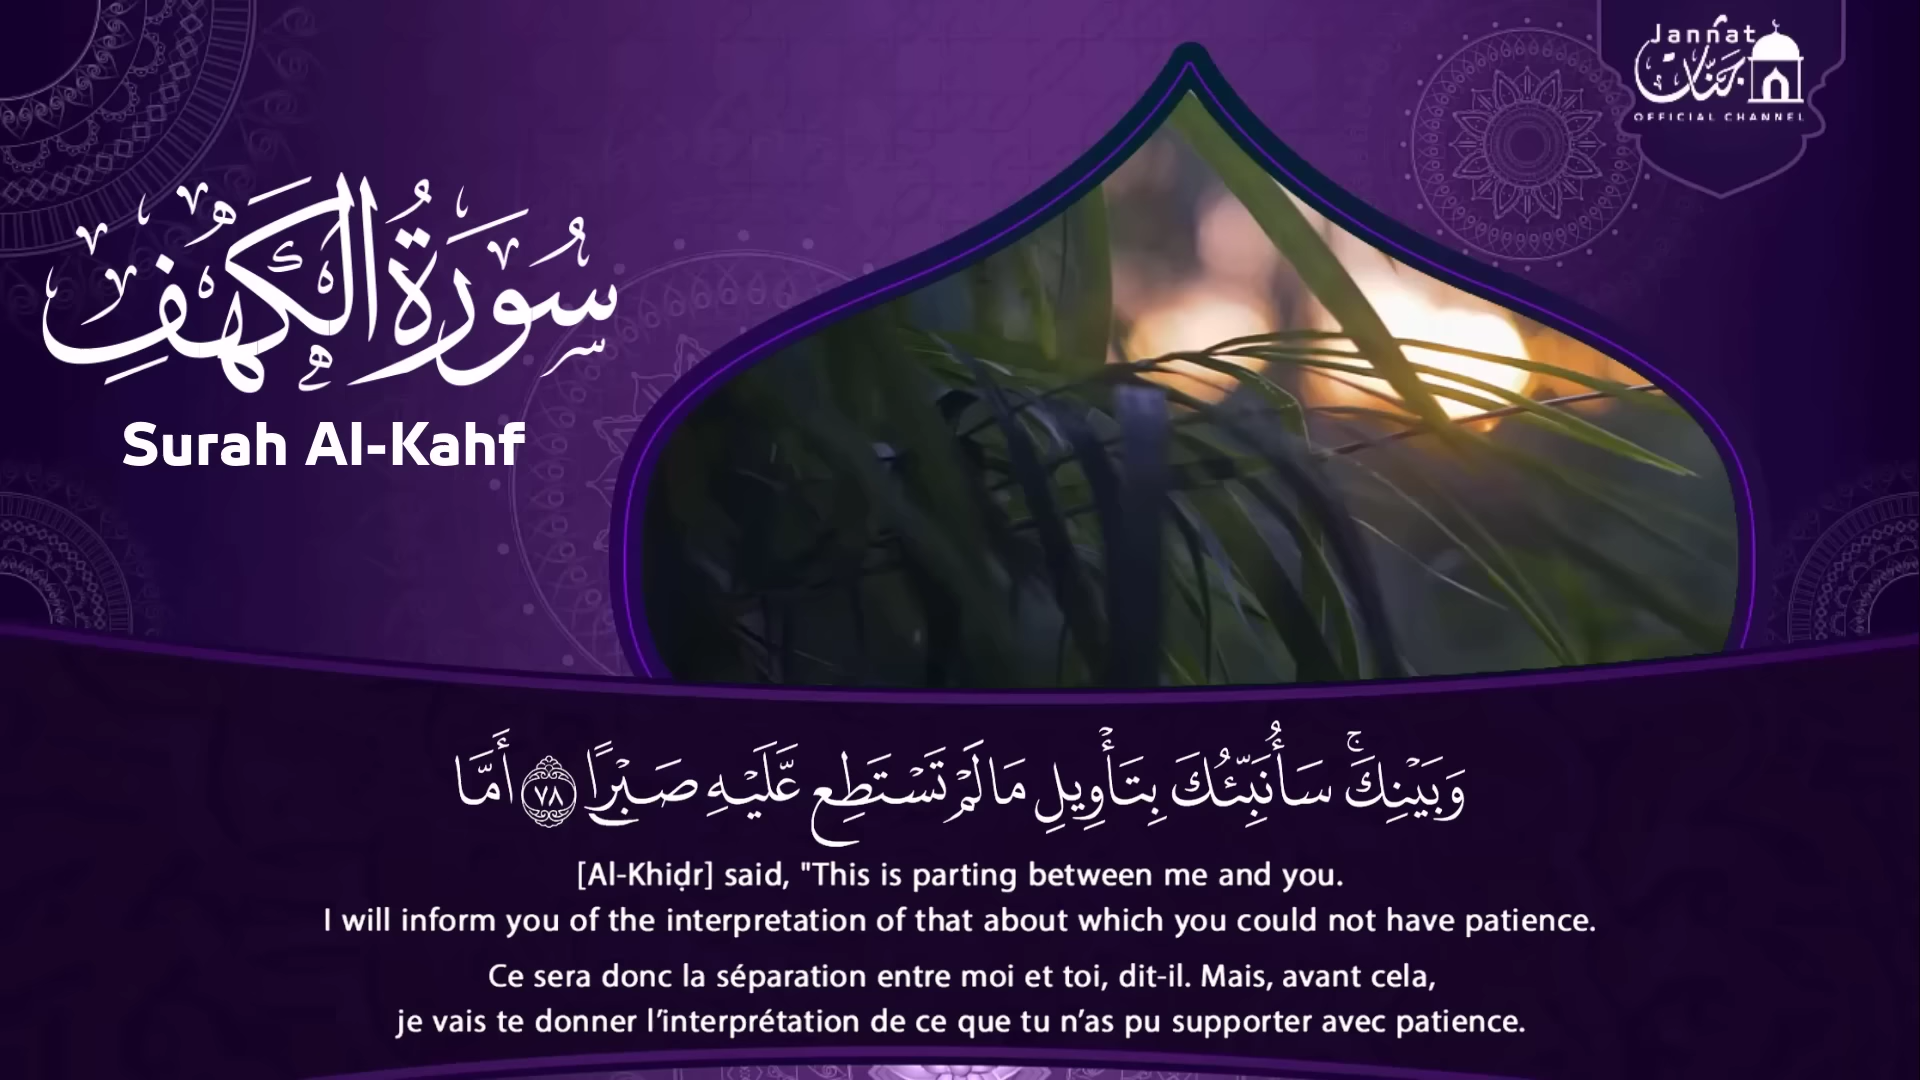 Jannat
جنّات
OFFICIAL CHANNEL
سُورَةُ الْكَهْفِ
Surah Al-Kahf
وَبَيْنِكَ ۚ سَأُنَبِّئُكَ بِتَأْوِيلِ مَا لَمْ تَسْتَطِع عَّلَيْهِ صَبْرًا ٧٨ أَمَّا
[Al-Khiḍr] said, "This is parting between me and you.
I will inform you of the interpretation of that about which you could not have patience.
Ce sera donc la séparation entre moi et toi, dit-il. Mais, avant cela,
je vais te donner l’interprétation de ce que tu n’as pu supporter avec patience.